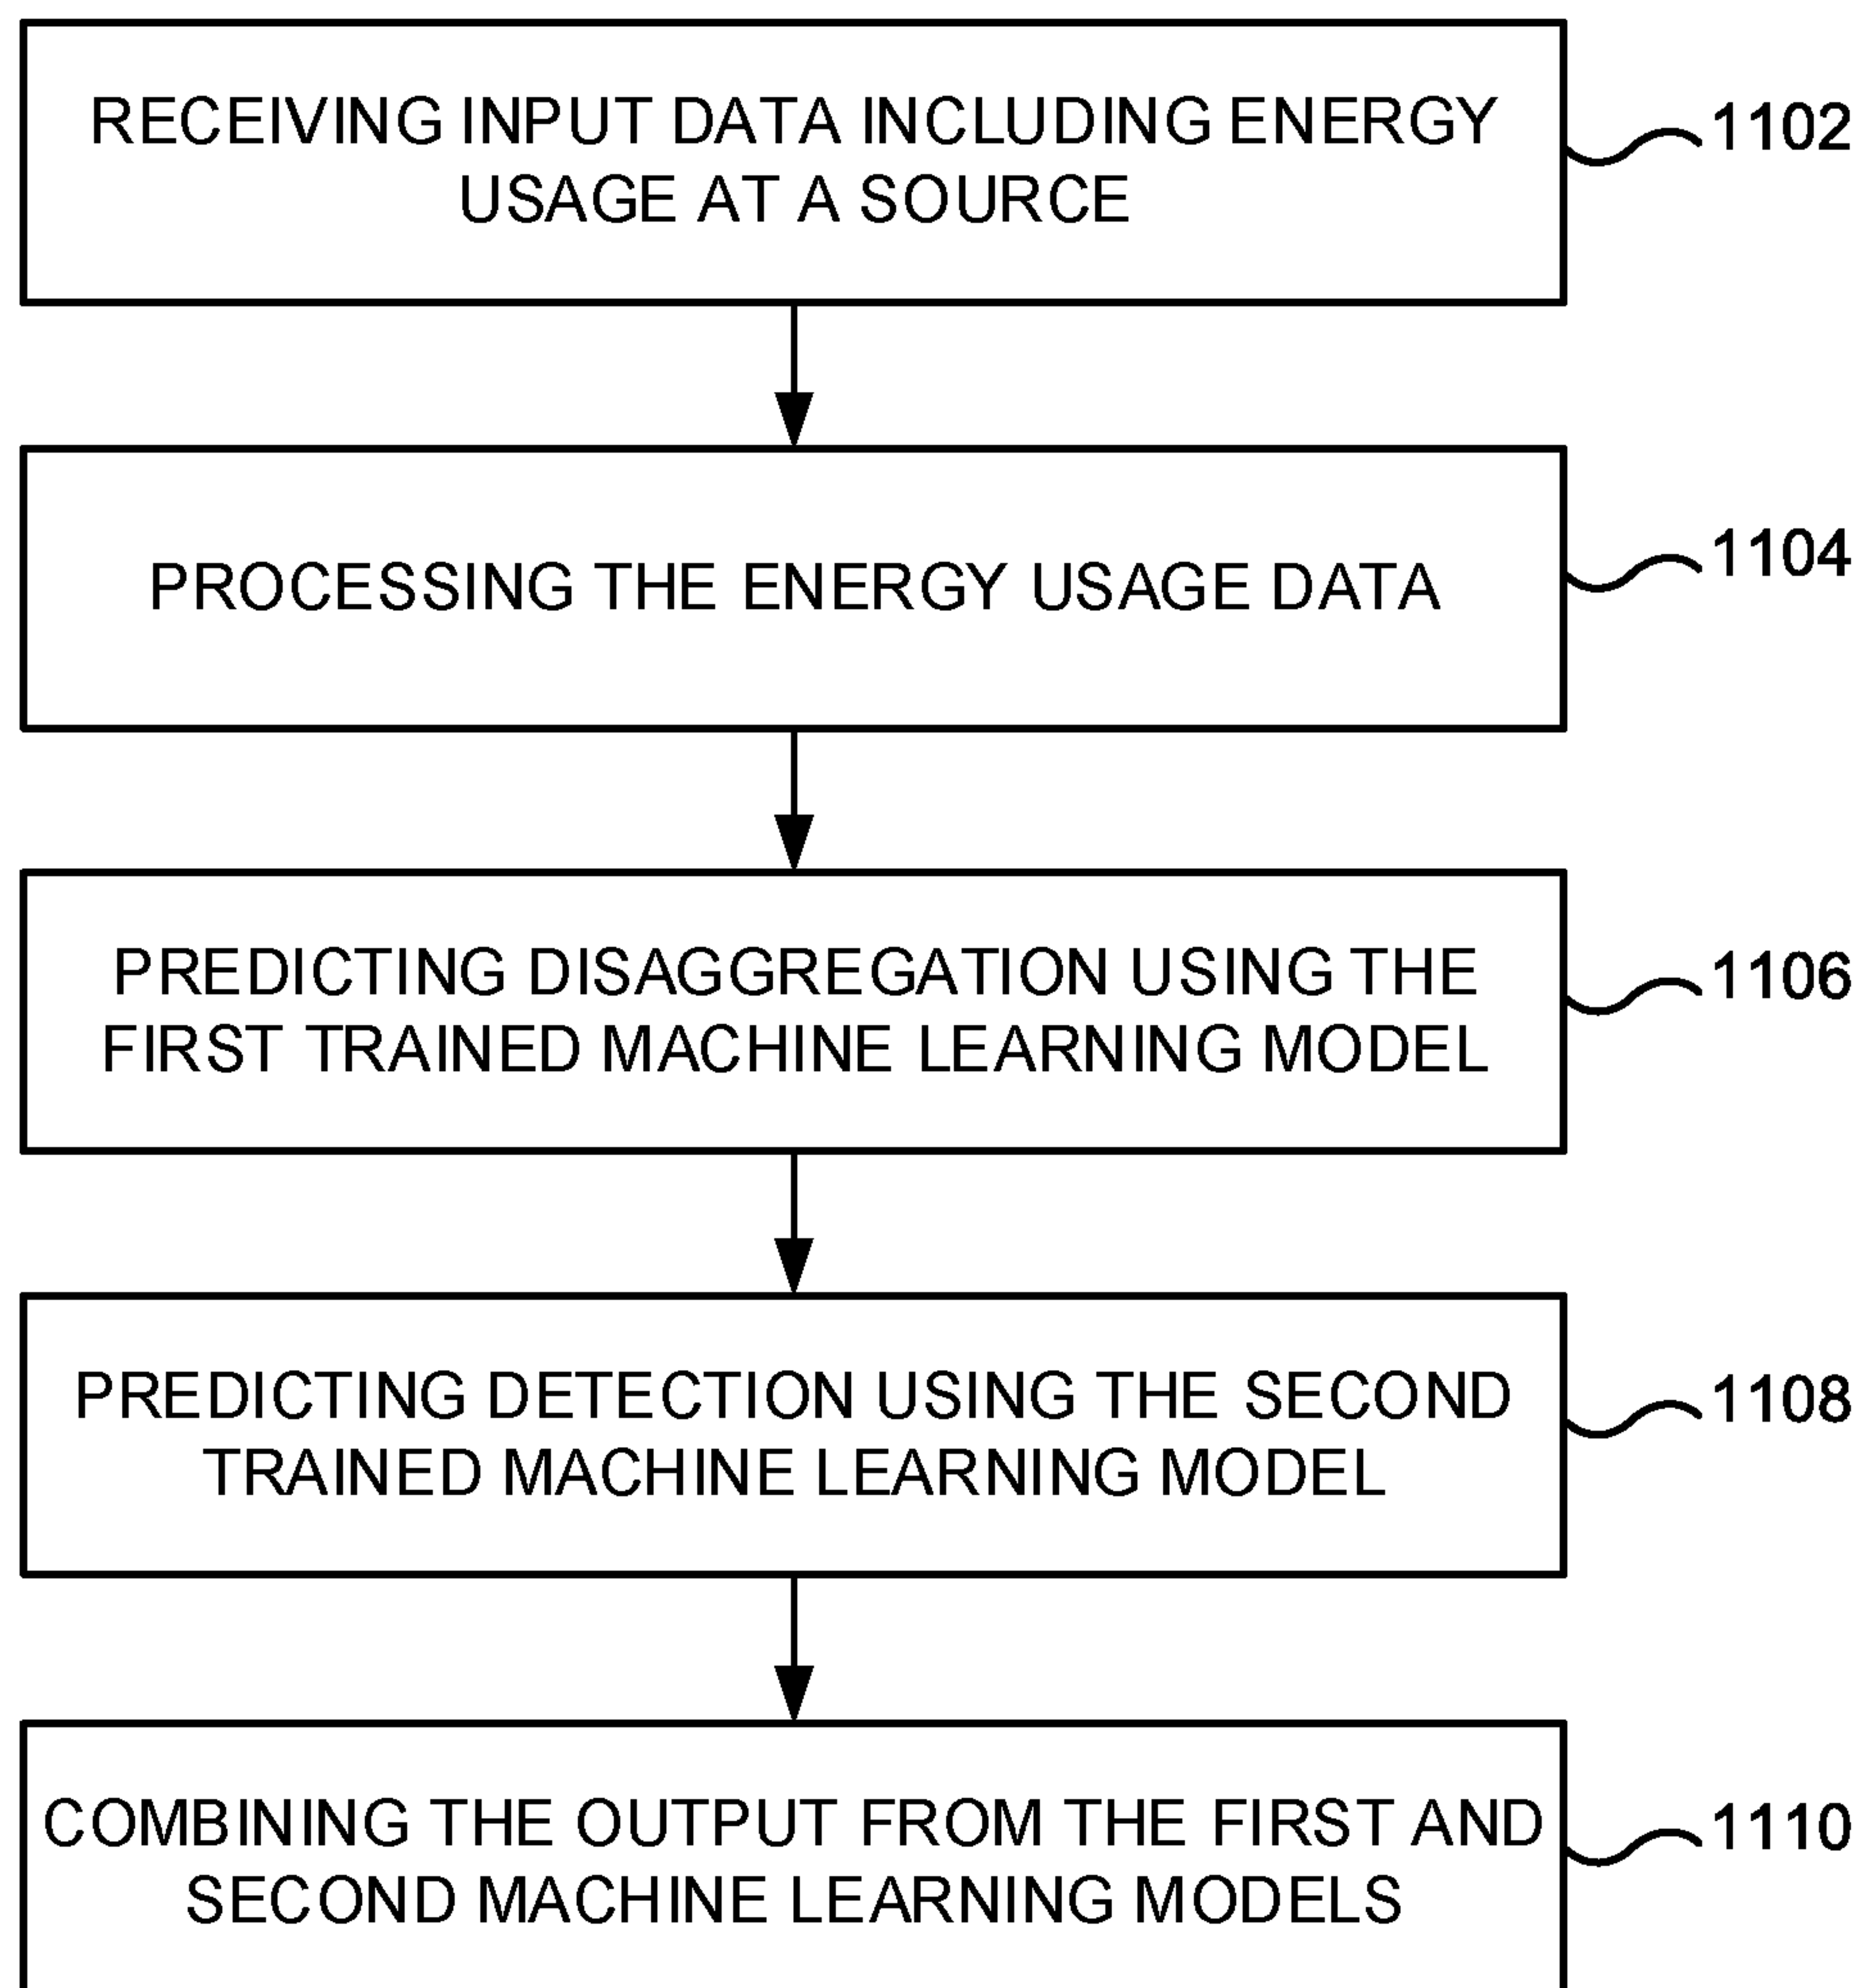 RECEIVING INPUT DATA INCLUDING ENERGY
USAGE AT A SOURCE
1102
PROCESSING THE ENERGY USAGE DATA
1104
PREDICTING DISAGGREGATION USING THE
FIRST TRAINED MACHINE LEARNING MODEL
1106
PREDICTING DETECTION USING THE SECOND
TRAINED MACHINE LEARNING MODEL
1108
COMBINING THE OUTPUT FROM THE FIRST AND
SECOND MACHINE LEARNING MODELS
1110